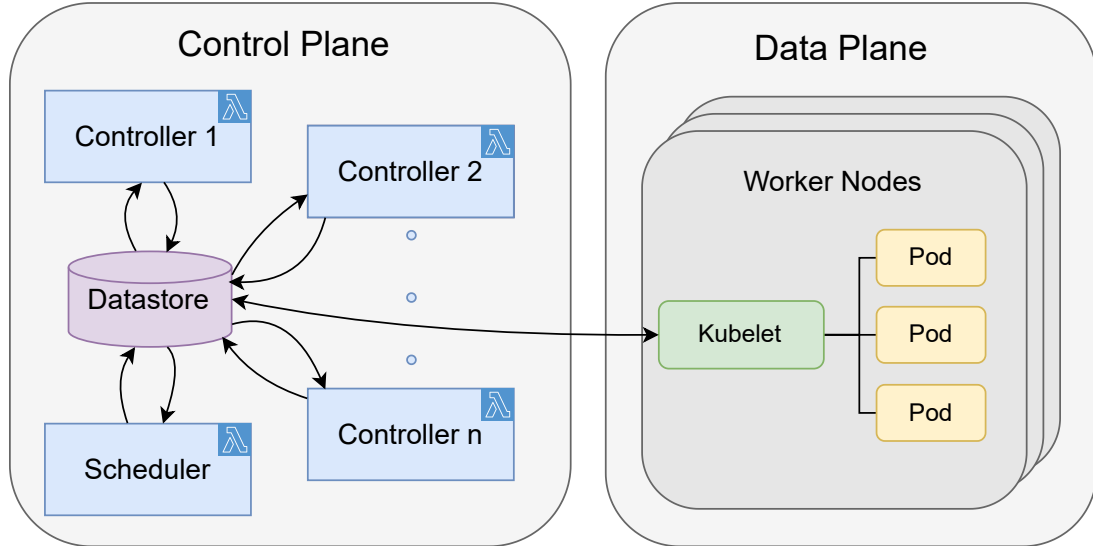 Control Plane
Data Plane
Controller 1
Controller 2
Worker Nodes
Datastore
Pod
Kubelet
Pod
Pod
Controller n
Scheduler